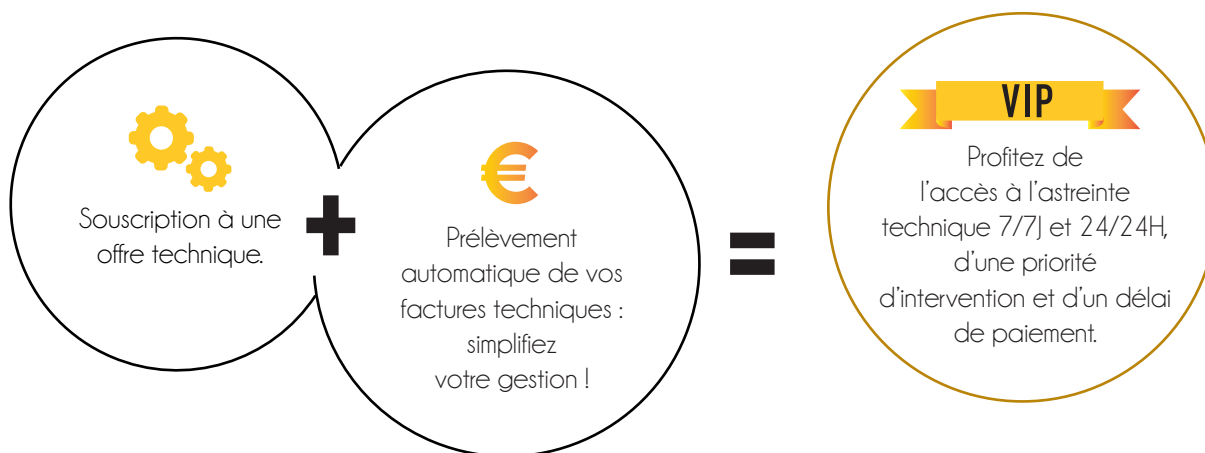 Souscription à une
offre technique.
+
€
Prélèvement
automatique de vos
factures techniques :
simplifiez
votre gestion !
=
VIP
Profitez de
l'accès à l'astreinte
technique 7/7J et 24/24H,
d'une priorité
d'intervention et d'un délai
de paiement.